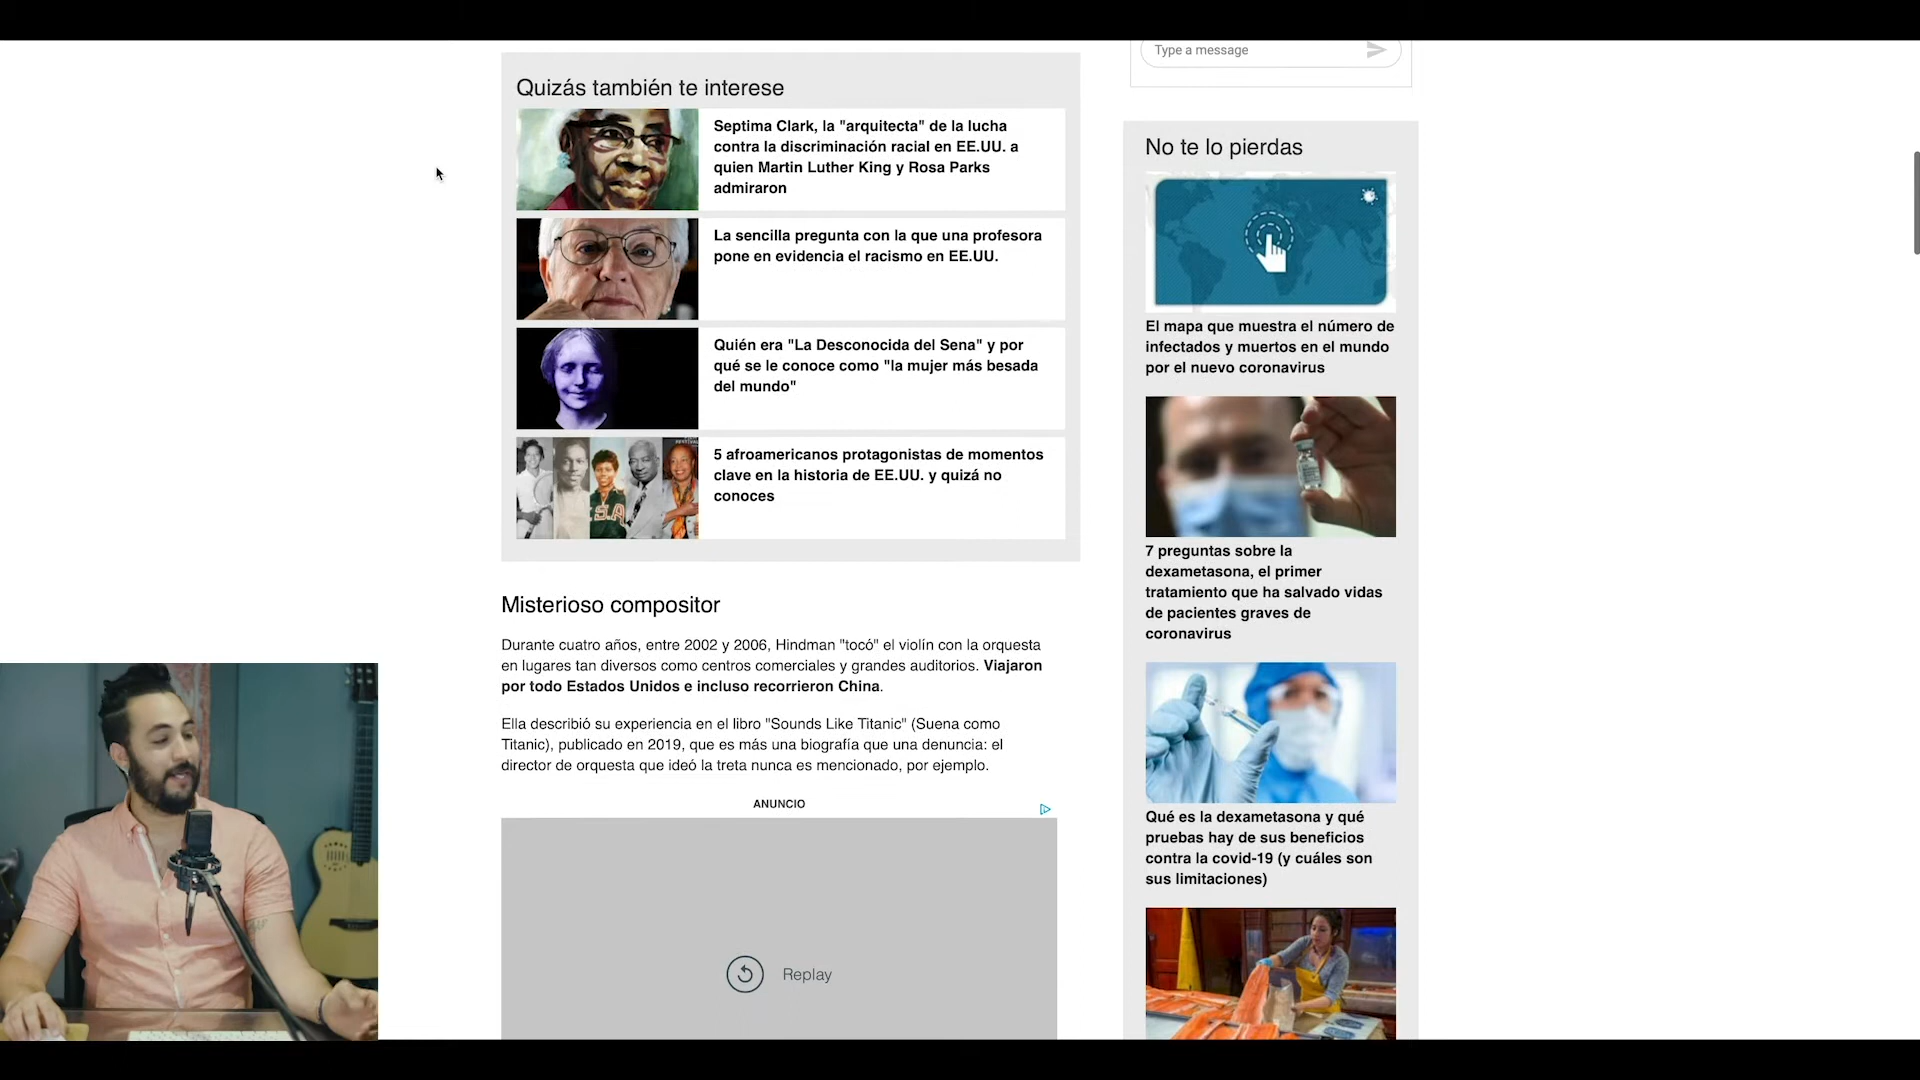 Type a message
Quizás también te interese
Septima Clark, la "arquitecta" de la lucha
contra la discriminación racial en EE.UU. a
quien Martin Luther King y Rosa Parks
admiraron
La sencilla pregunta con la que una profesora
pone en evidencia el racismo en EE.UU.
Quién era "La Desconocida del Sena" y por
qué se le conoce como "la mujer más besada
del mundo"
5 afroamericanos protagonistas de momentos
clave en la historia de EE.UU. y quizá no
conoces
Misterioso compositor
Durante cuatro años, entre 2002 y 2006, Hindman "tocó" el violín con la orquesta
en lugares tan diversos como centros comerciales y grandes auditorios. Viajaron
por todo Estados Unidos e incluso recorrieron China.
Ella describió su experiencia en el libro "Sounds Like Titanic" (Suena como
Titanic), publicado en 2019, que es más una biografía que una denuncia: el
director de orquesta que ideó la treta nunca es mencionado, por ejemplo.
ANUNCIO
Replay
No te lo pierdas
El mapa que muestra el número de
infectados y muertos en el mundo
por el nuevo coronavirus
7 preguntas sobre la
dexametasona, el primer
tratamiento que ha salvado vidas
de pacientes graves de
coronavirus
Qué es la dexametasona y qué
pruebas hay de sus beneficios
contra la covid-19 (y cuáles son
sus limitaciones)